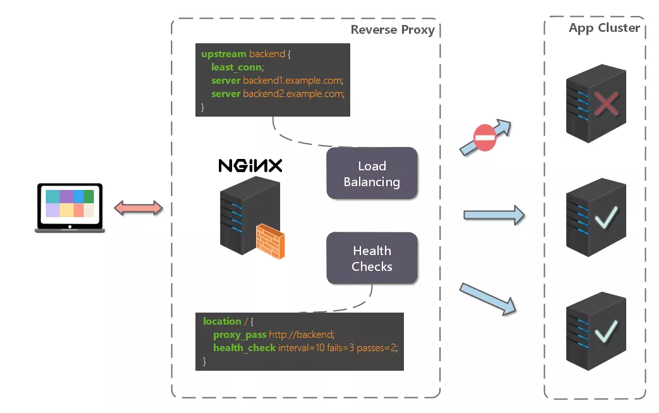 Reverse Proxy
App Cluster
upstream backend {
least_conn;
server backend1.example.com;
server backend2.example.com;
}
NGiNX
Load
Balancing
Health
Checks
location / {
proxy_pass http://backend;
health_check interval=10 fails=3 passes=2;
}